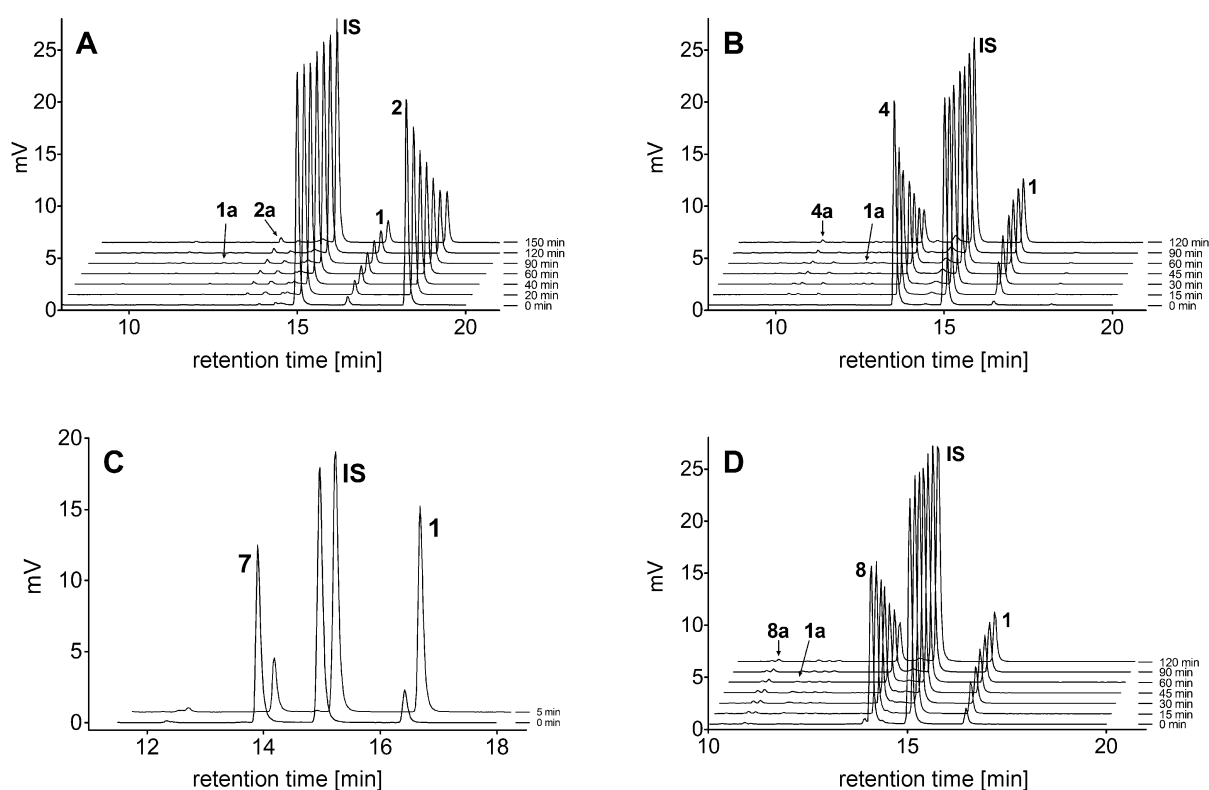 A
IS
25
20
2
15
mV
10
1a
2a
1
5
0
150 min
120 min
90 min
60 min
40 min
20 min
0 min
10
15
20
retention time [min]
B
IS
25
20
4
15
mV
10
4a
1a
1
5
0
120 min
90 min
60 min
45 min
30 min
15 min
0 min
10
15
20
retention time [min]
C
20
IS
15
7
1
mV
10
5
0
5 min
0 min
12
14
16
18
retention time [min]
D
IS
25
20
15
8
mV
10
8a
1a
1
5
0
120 min
90 min
60 min
45 min
30 min
15 min
0 min
10
15
20
retention time [min]